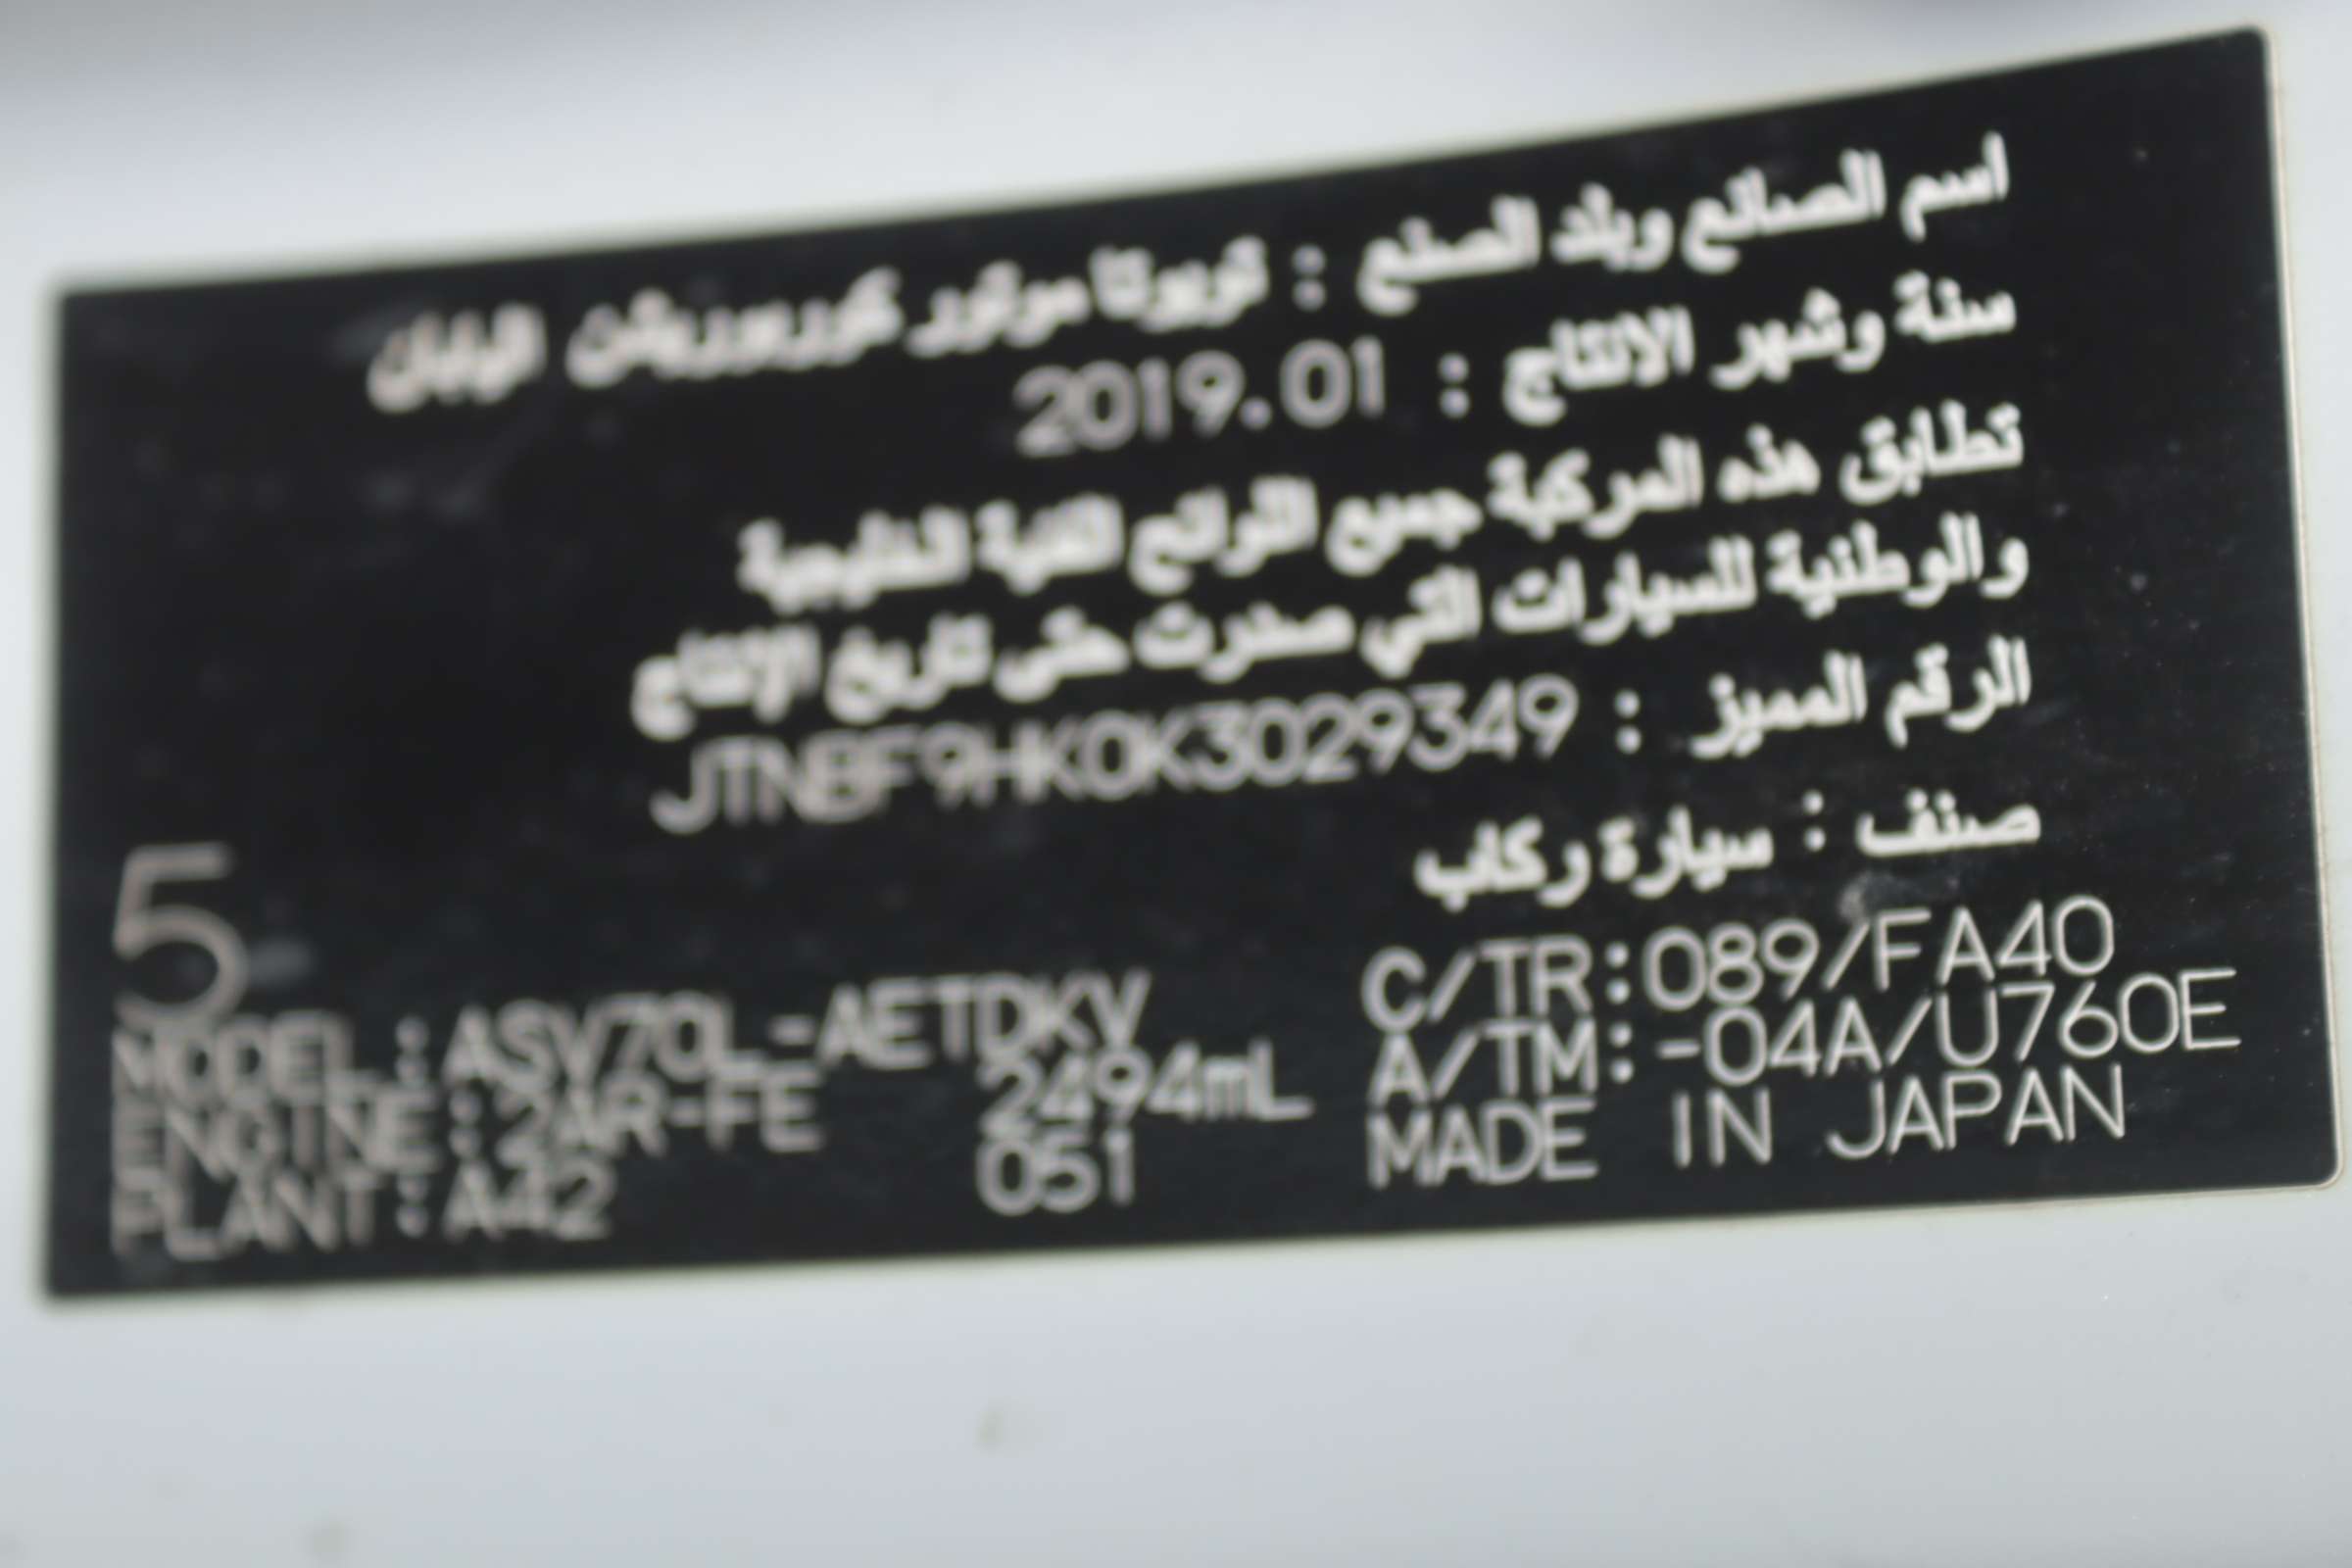 اسم الصانع وبلد الصنع : تويوتا موتور كوربوريشن اليابان
سنة وشهر الانتاج : 2019.01
تطابق هذه المركبة جميع اللوائح الفنية الخليجية
والوطنية للسيارات التي صدرت حتى تاريخ الإنتاج
الرقم المميز : JTNBF9HK0K3029349
صنف : سيارة ركاب
5
MODEL:ASV70L-AETDKV C/TR:089/FA40
ENGINE:2AR-FE 2494mL A/TM:-04A/U760E
PLANT:A42 051 MADE IN JAPAN